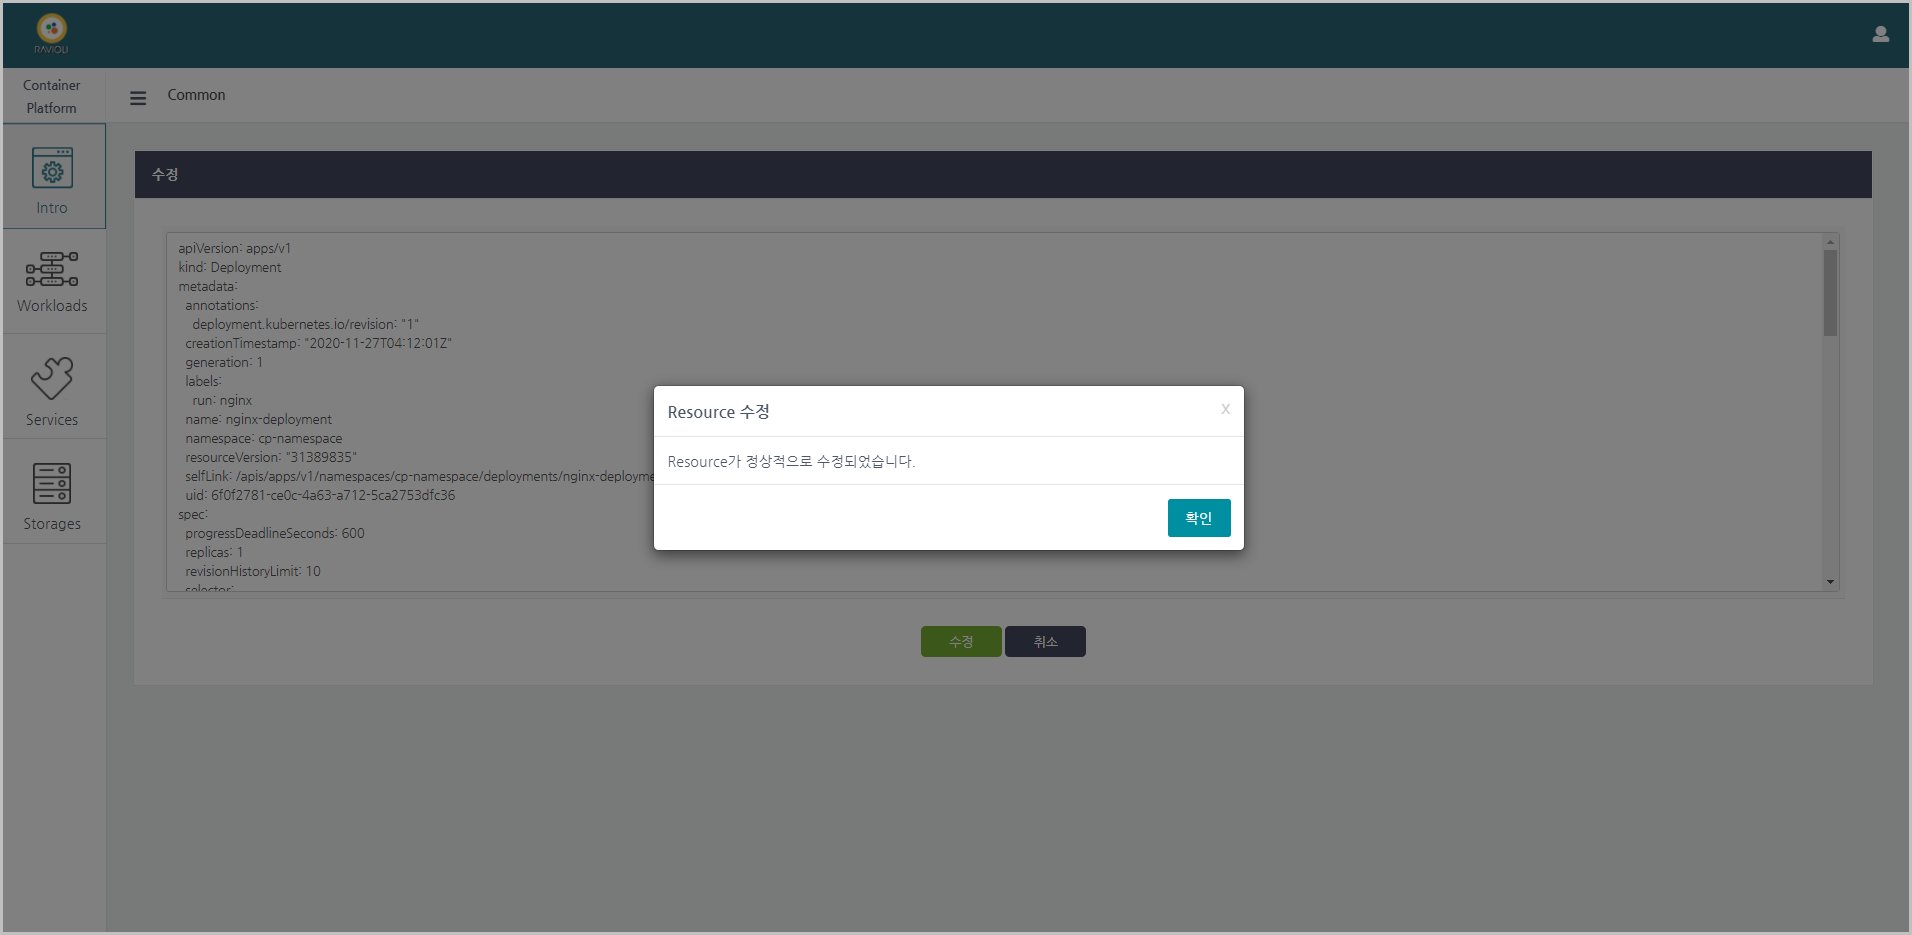 RAVIOLI
Container
Platform
Common
Intro
Workloads
Services
Storages
수정
apiVersion: apps/v1
kind: Deployment
metadata:
annotations:
deployment.kubernetes.io/revision: "1"
creationTimestamp: "2020-11-27T04:12:01Z"
generation: 1
labels:
run: nginx
name: nginx-deployment
namespace: cp-namespace
resourceVersion: "31389835"
selfLink: /apis/apps/v1/namespaces/cp-namespace/deployments/nginx-deployme
uid: 6f0f2781-ce0c-4a63-a712-5ca2753dfc36
spec:
progressDeadlineSeconds: 600
replicas: 1
revisionHistoryLimit: 10
selector:
Resource 수정
x
Resource가 정상적으로 수정되었습니다.
확인
수정
취소